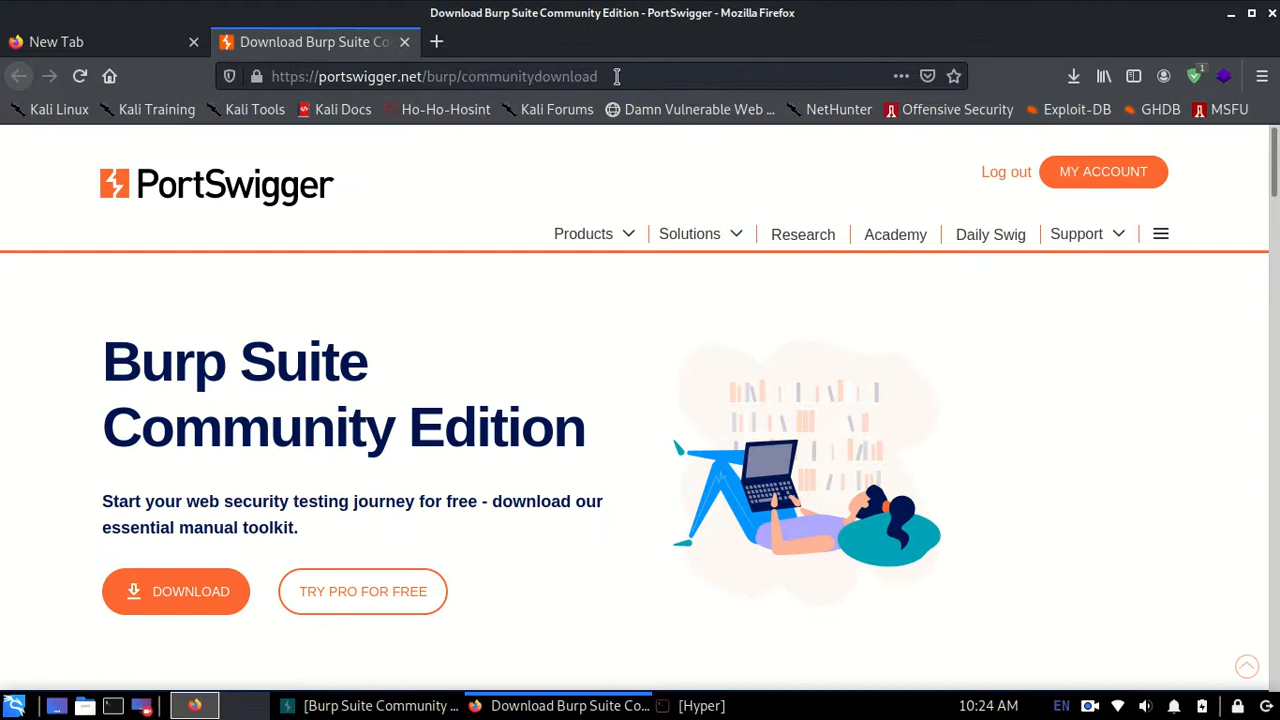 Download Burp Suite Community Edition - PortSwigger - Mozilla Firefox
New Tab
Download Burp Suite Co
https://portswigger.net/burp/communitydownload
1
Kali Linux
Kali Training
Kali Tools
Kali Docs
Ho-Ho-Hosint
Kali Forums
Damn Vulnerable Web ...
NetHunter
Offensive Security
Exploit-DB
GHDB
MSFU
PortSwigger
Log out
MY ACCOUNT
Products
Solutions
Research
Academy
Daily Swig
Support
Burp Suite
Community Edition
Start your web security testing journey for free - download our
essential manual toolkit.
DOWNLOAD
TRY PRO FOR FREE
[Burp Suite Community ...
Download Burp Suite Co...
[Hyper]
10:24 AM
EN